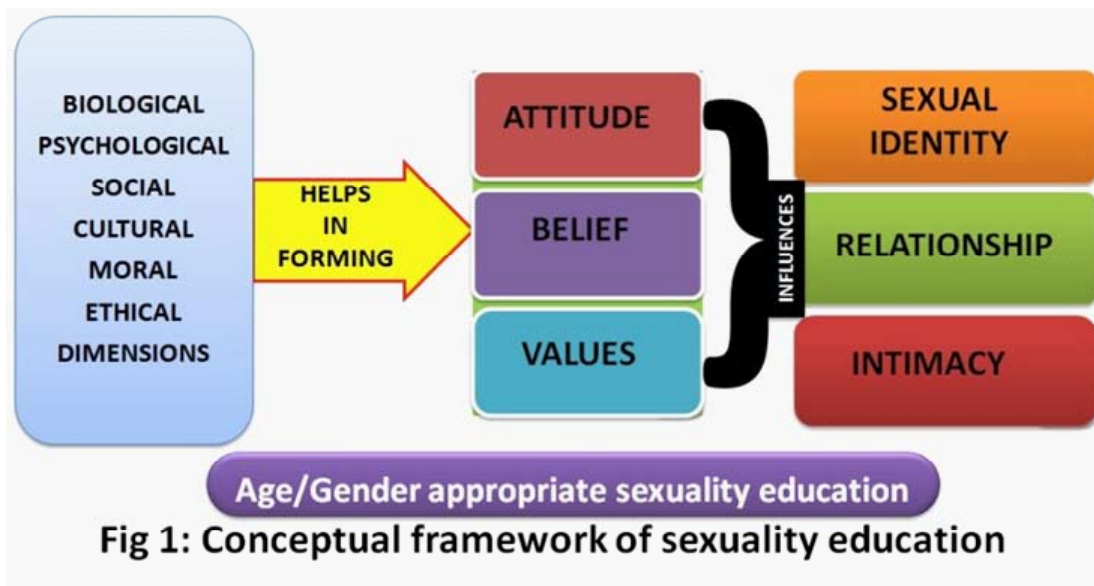 BIOLOGICAL
PSYCHOLOGICAL
SOCIAL
CULTURAL
MORAL
ETHICAL
DIMENSIONS
HELPS
IN
FORMING
ATTITUDE
BELIEF
VALUES
INFLUENCES
SEXUAL
IDENTITY
RELATIONSHIP
INTIMACY
Age/Gender appropriate sexuality education
Fig 1: Conceptual framework of sexuality education